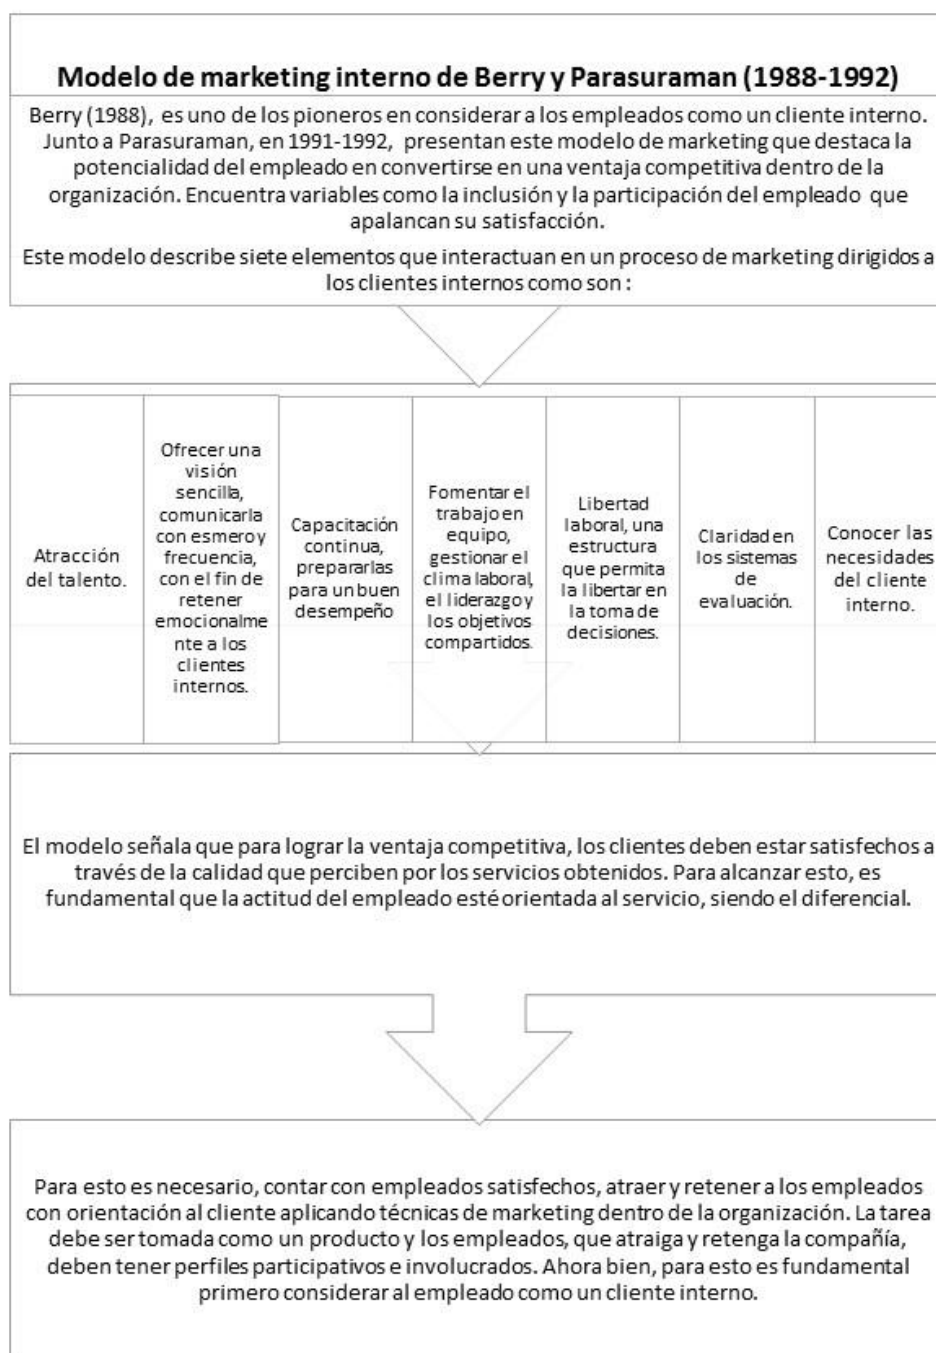 Modelo de marketing interno de Berry y Parasuraman (1988-1992)
Berry (1988), es uno de los pioneros en considerar a los empleados como un cliente interno.
Junto a Parasuraman, en 1991-1992, presentan este modelo de marketing que destaca la
potencialidad del empleado en convertirse en una ventaja competitiva dentro de la
organización. Encuentra variables como la inclusión y la participación del empleado que
apalancan su satisfacción.
Este modelo describe siete elementos que interactuan en un proceso de marketing dirigidos a
los clientes internos como son :
Atracción
del talento.
Ofrecer una
visión
sencilla,
comunicarla
con esmero y
frecuencia,
con el fin de
retener
emocionalme
nte a los
clientes
internos.
Capacitación
continua,
prepararlas
para un buen
desempeño
Fomentar el
trabajo en
equipo,
gestionar el
clima laboral,
el liderazgo y
los objetivos
compartidos.
Libertad
laboral, una
estructura
que permita
la libertar en
la toma de
decisiones.
Claridad en
los sistemas
de
evaluación.
Conocer las
necesidades
del cliente
interno.
El modelo señala que para lograr la ventaja competitiva, los clientes deben estar satisfechos a
través de la calidad que perciben por los servicios obtenidos. Para alcanzar esto, es
fundamental que la actitud del empleado esté orientada al servicio, siendo el diferencial.
Para esto es necesario, contar con empleados satisfechos, atraer y retener a los empleados
con orientación al cliente aplicando técnicas de marketing dentro de la organización. La tarea
debe ser tomada como un producto y los empleados, que atraiga y retenga la compañía,
deben tener perfiles participativos e involucrados. Ahora bien, para esto es fundamental
primero considerar al empleado como un cliente interno.